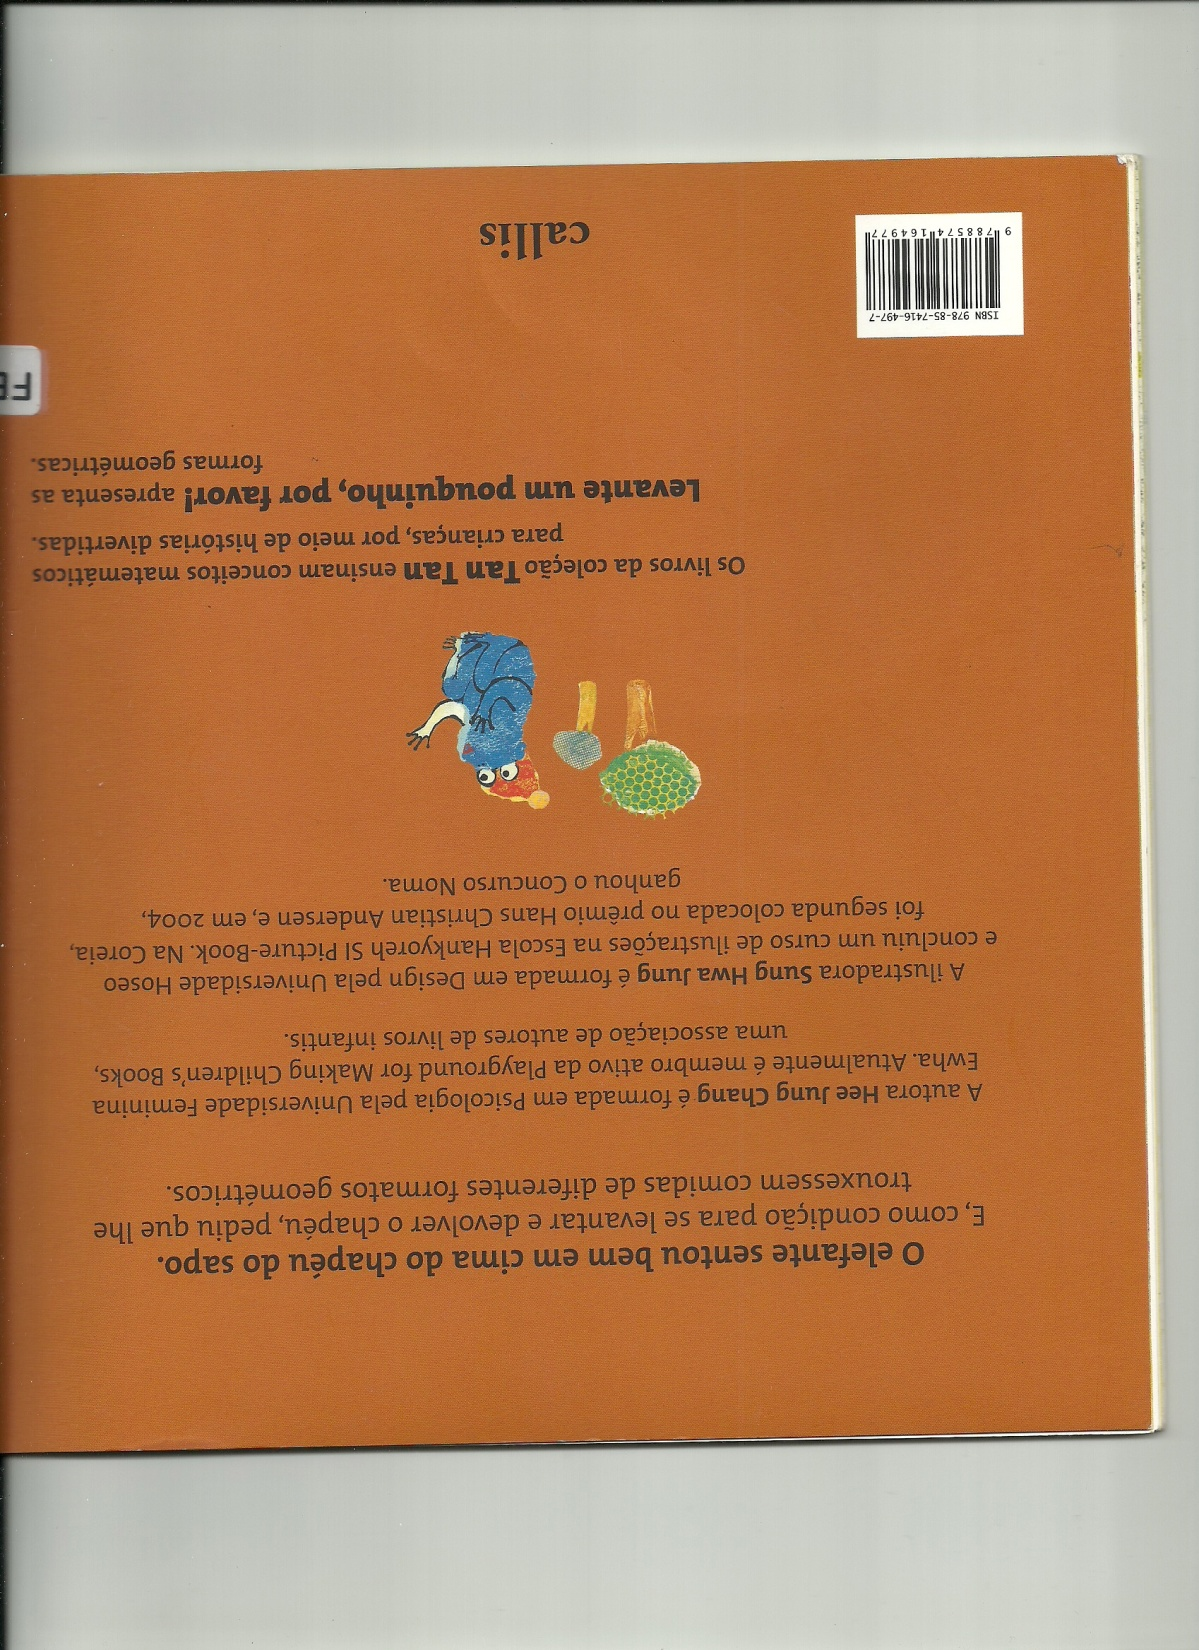 O elefante sentou bem em cima do chapéu do sapo.
E, como condição para se levantar e devolver o chapéu, pediu que lhe
trouxessem comidas de diferentes formatos geométricos.
A autora Hee Jung Chang é formada em Psicologia pela Universidade Feminina
Ewha. Atualmente é membro ativo da Playground for Making Children's Books,
uma associação de autores de livros infantis.
A ilustradora Sung Hwa Jung é formada em Design pela Universidade Hoseo
e concluiu um curso de ilustrações na Escola Hankyoreh SI Picture-Book. Na Coreia,
foi segunda colocada no prêmio Hans Christian Andersen e, em 2004,
ganhou o Concurso Noma.
Os livros da coleção Tan Tan ensinam conceitos matemáticos
para crianças, por meio de histórias divertidas.
Levante um pouquinho, por favor! apresenta as
formas geométricas.
ISBN 978-85-7416-497-7
9 788574 164977
callis